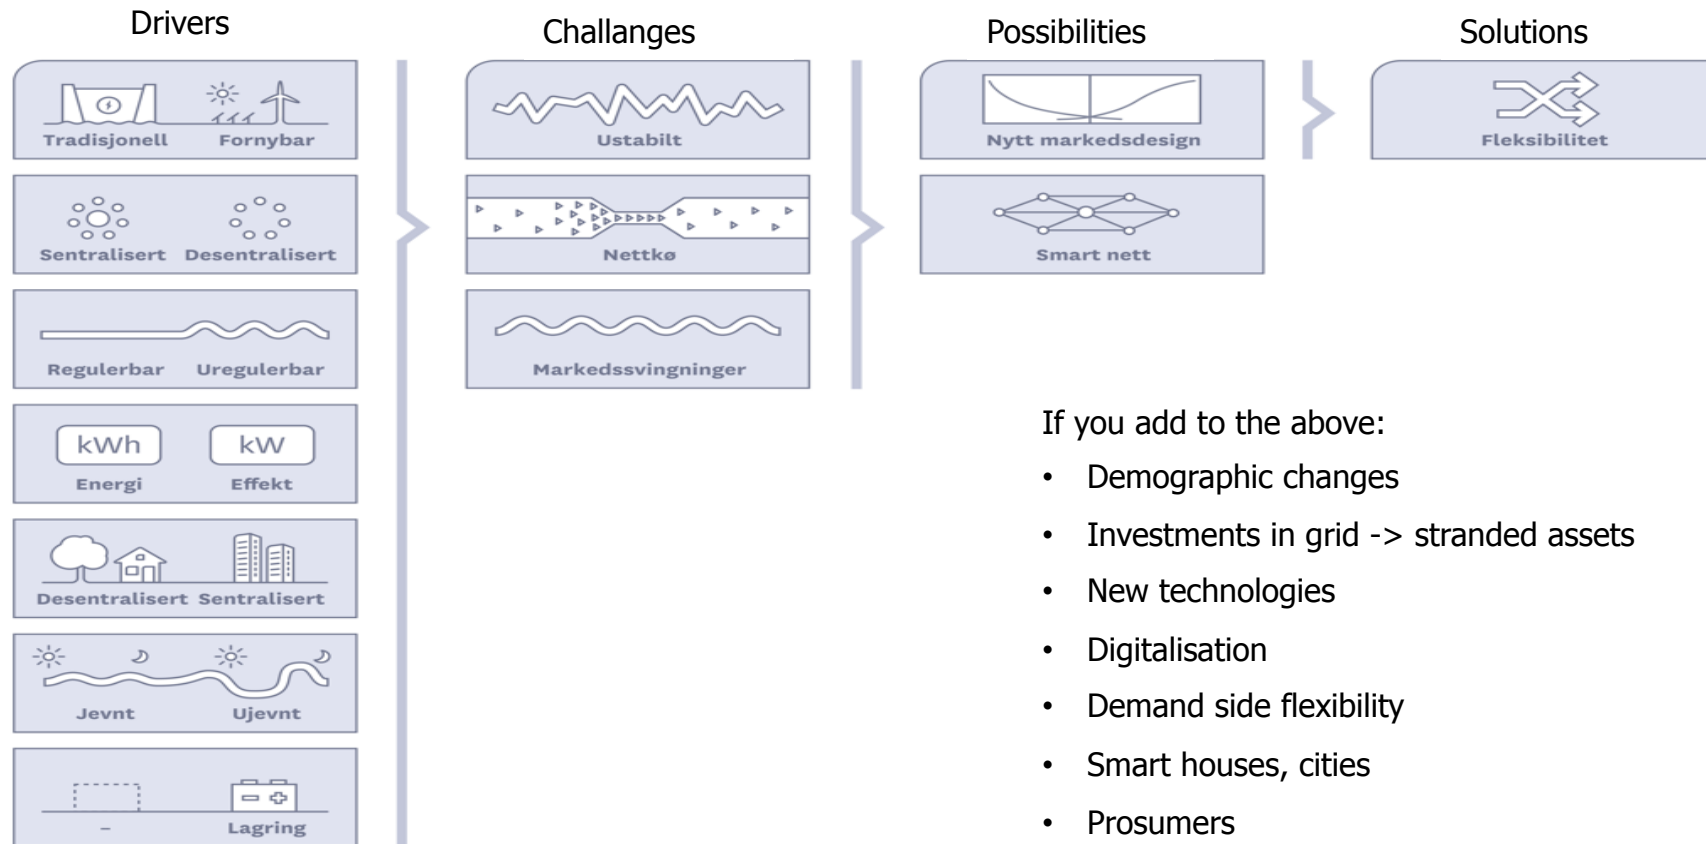 Drivers
Tradisjonell Fornybar
Sentralisert Desentralisert
Regulerbar Uregulerbar
kWh kW
Energi Effekt
Desentralisert Sentralisert
Jevnt Ujevnt
– Lagring
Challanges
Ustabilt
Nettkø
Markedssvingninger
Possibilities
Nytt markedsdesign
Smart nett
Solutions
Fleksibilitet
If you add to the above:
• Demographic changes
• Investments in grid -> stranded assets
• New technologies
• Digitalisation
• Demand side flexibility
• Smart houses, cities
• Prosumers